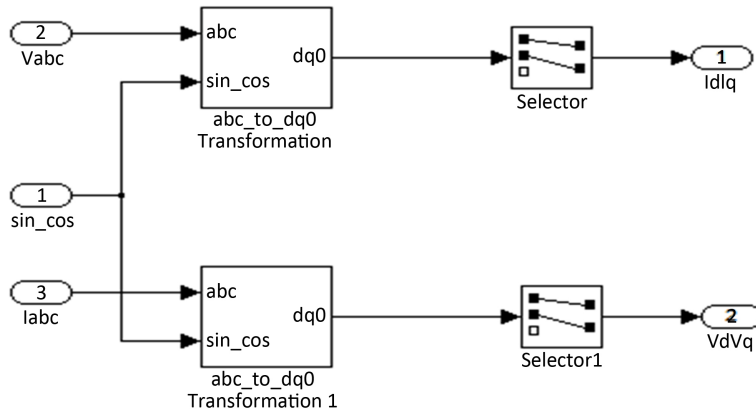 2
Vabc
abc
sin_cos
dq0
abc_to_dq0
Transformation
Selector
1
Idlq
1
sin_cos
3
Iabc
abc
sin_cos
dq0
abc_to_dq0
Transformation 1
Selector1
2
VdVq